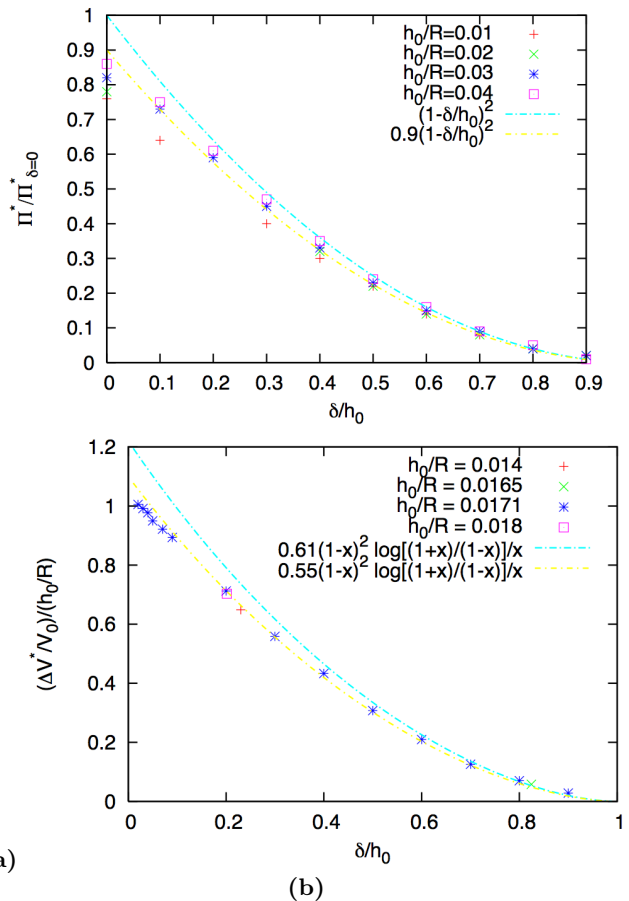 1
0.9
0.8
0.7
0.6
0.5
0.4
0.3
0.2
0.1
0
0 0.1 0.2 0.3 0.4 0.5 0.6 0.7 0.8 0.9
Π*/Π*δ=0
δ/h0
h0/R=0.01
h0/R=0.02
h0/R=0.03
h0/R=0.04
(1-δ/h0)2
0.9(1-δ/h0)2
1.2
1
0.8
0.6
0.4
0.2
0
0 0.2 0.4 0.6 0.8 1
(ΔV*/V0)/(h0/R)
δ/h0
h0/R = 0.014
h0/R = 0.0165
h0/R = 0.0171
h0/R = 0.018
0.61(1-x)2 log[(1+x)/(1-x)]/x
0.55(1-x)2 log[(1+x)/(1-x)]/x
a)
(b)